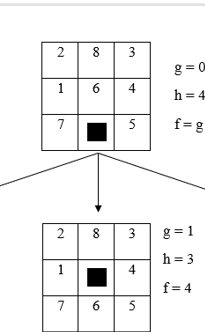 2 8 3
1 6 4
7 5
g = 0
h = 4
f = g
2 8 3
1 4
7 6 5
g = 1
h = 3
f = 4